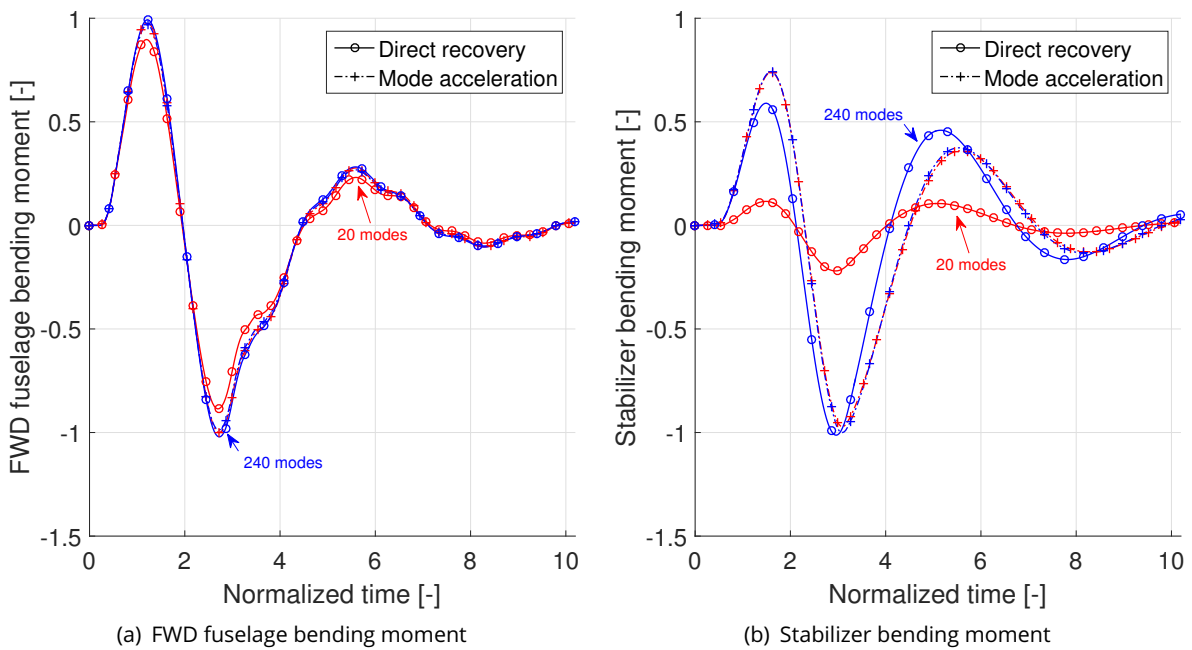 1
0.5
0
-0.5
-1
-1.5
FWD fuselage bending moment [-]
Direct recovery
Mode acceleration
20 modes
240 modes
0 2 4 6 8 10
Normalized time [-]
(a) FWD fuselage bending moment
1
0.5
0
-0.5
-1
-1.5
Stabilizer bending moment [-]
Direct recovery
Mode acceleration
240 modes
20 modes
0 2 4 6 8 10
Normalized time [-]
(b) Stabilizer bending moment